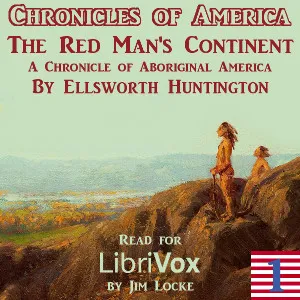 Chronicles of America
The Red Man's Continent
A Chronicle of Aboriginal America
By Ellsworth Huntington
Read for
LibriVox
by Jim Locke
1